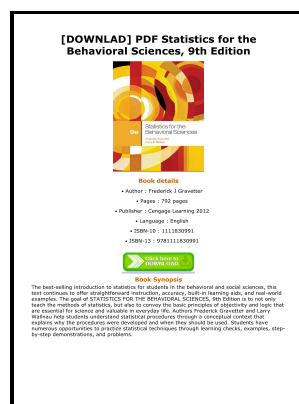 [DOWNLAD] PDF Statistics for the
Behavioral Sciences, 9th Edition
Statistics for the
Behavioral Sciences
9e
Book details
• Author : Frederick J Gravetter
• Pages : 792 pages
• Publisher : Cengage Learning 2012
• Language : English
• ISBN-10 : 1111830991
• ISBN-13 : 9781111830991
Click here to
DOWNLOAD
Book Synopsis
The best-selling introduction to statistics for students in the behavioral and social sciences, this
text continues to offer straightforward instruction, accuracy, built-in learning aids, and real-world
examples. The goal of STATISTICS FOR THE BEHAVIORAL SCIENCES, 9th Edition is to not only
teach the methods of statistics, but also to convey the basic principles of objectivity and logic that
are essential for science and valuable in everyday life. Authors Frederick Gravetter and Larry
Wallnau help students understand statistical procedures through a conceptual context that
explains why the procedures were developed and when they should be used. Students have
numerous opportunities to practice statistical techniques through learning checks, examples, step-
by-step demonstrations, and problems.